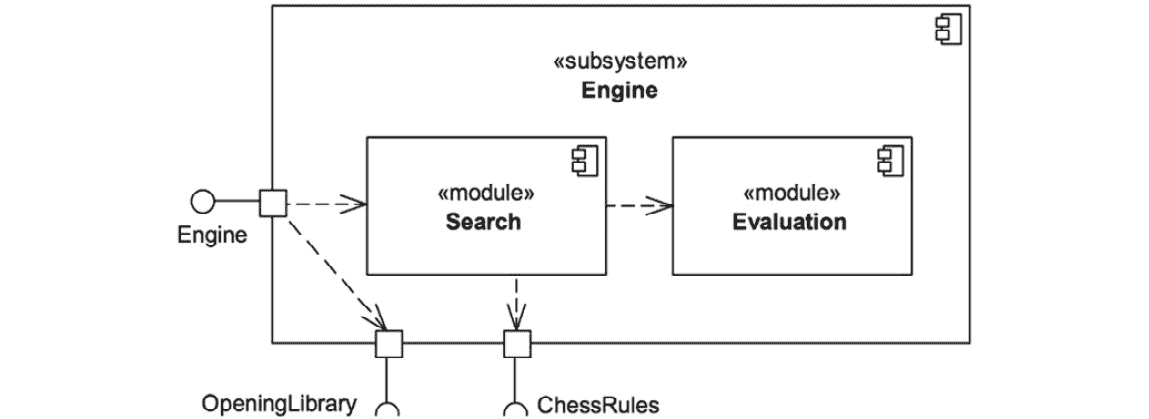 «subsystem»
Engine
«module»
Search
«module»
Evaluation
Engine
OpeningLibrary
ChessRules